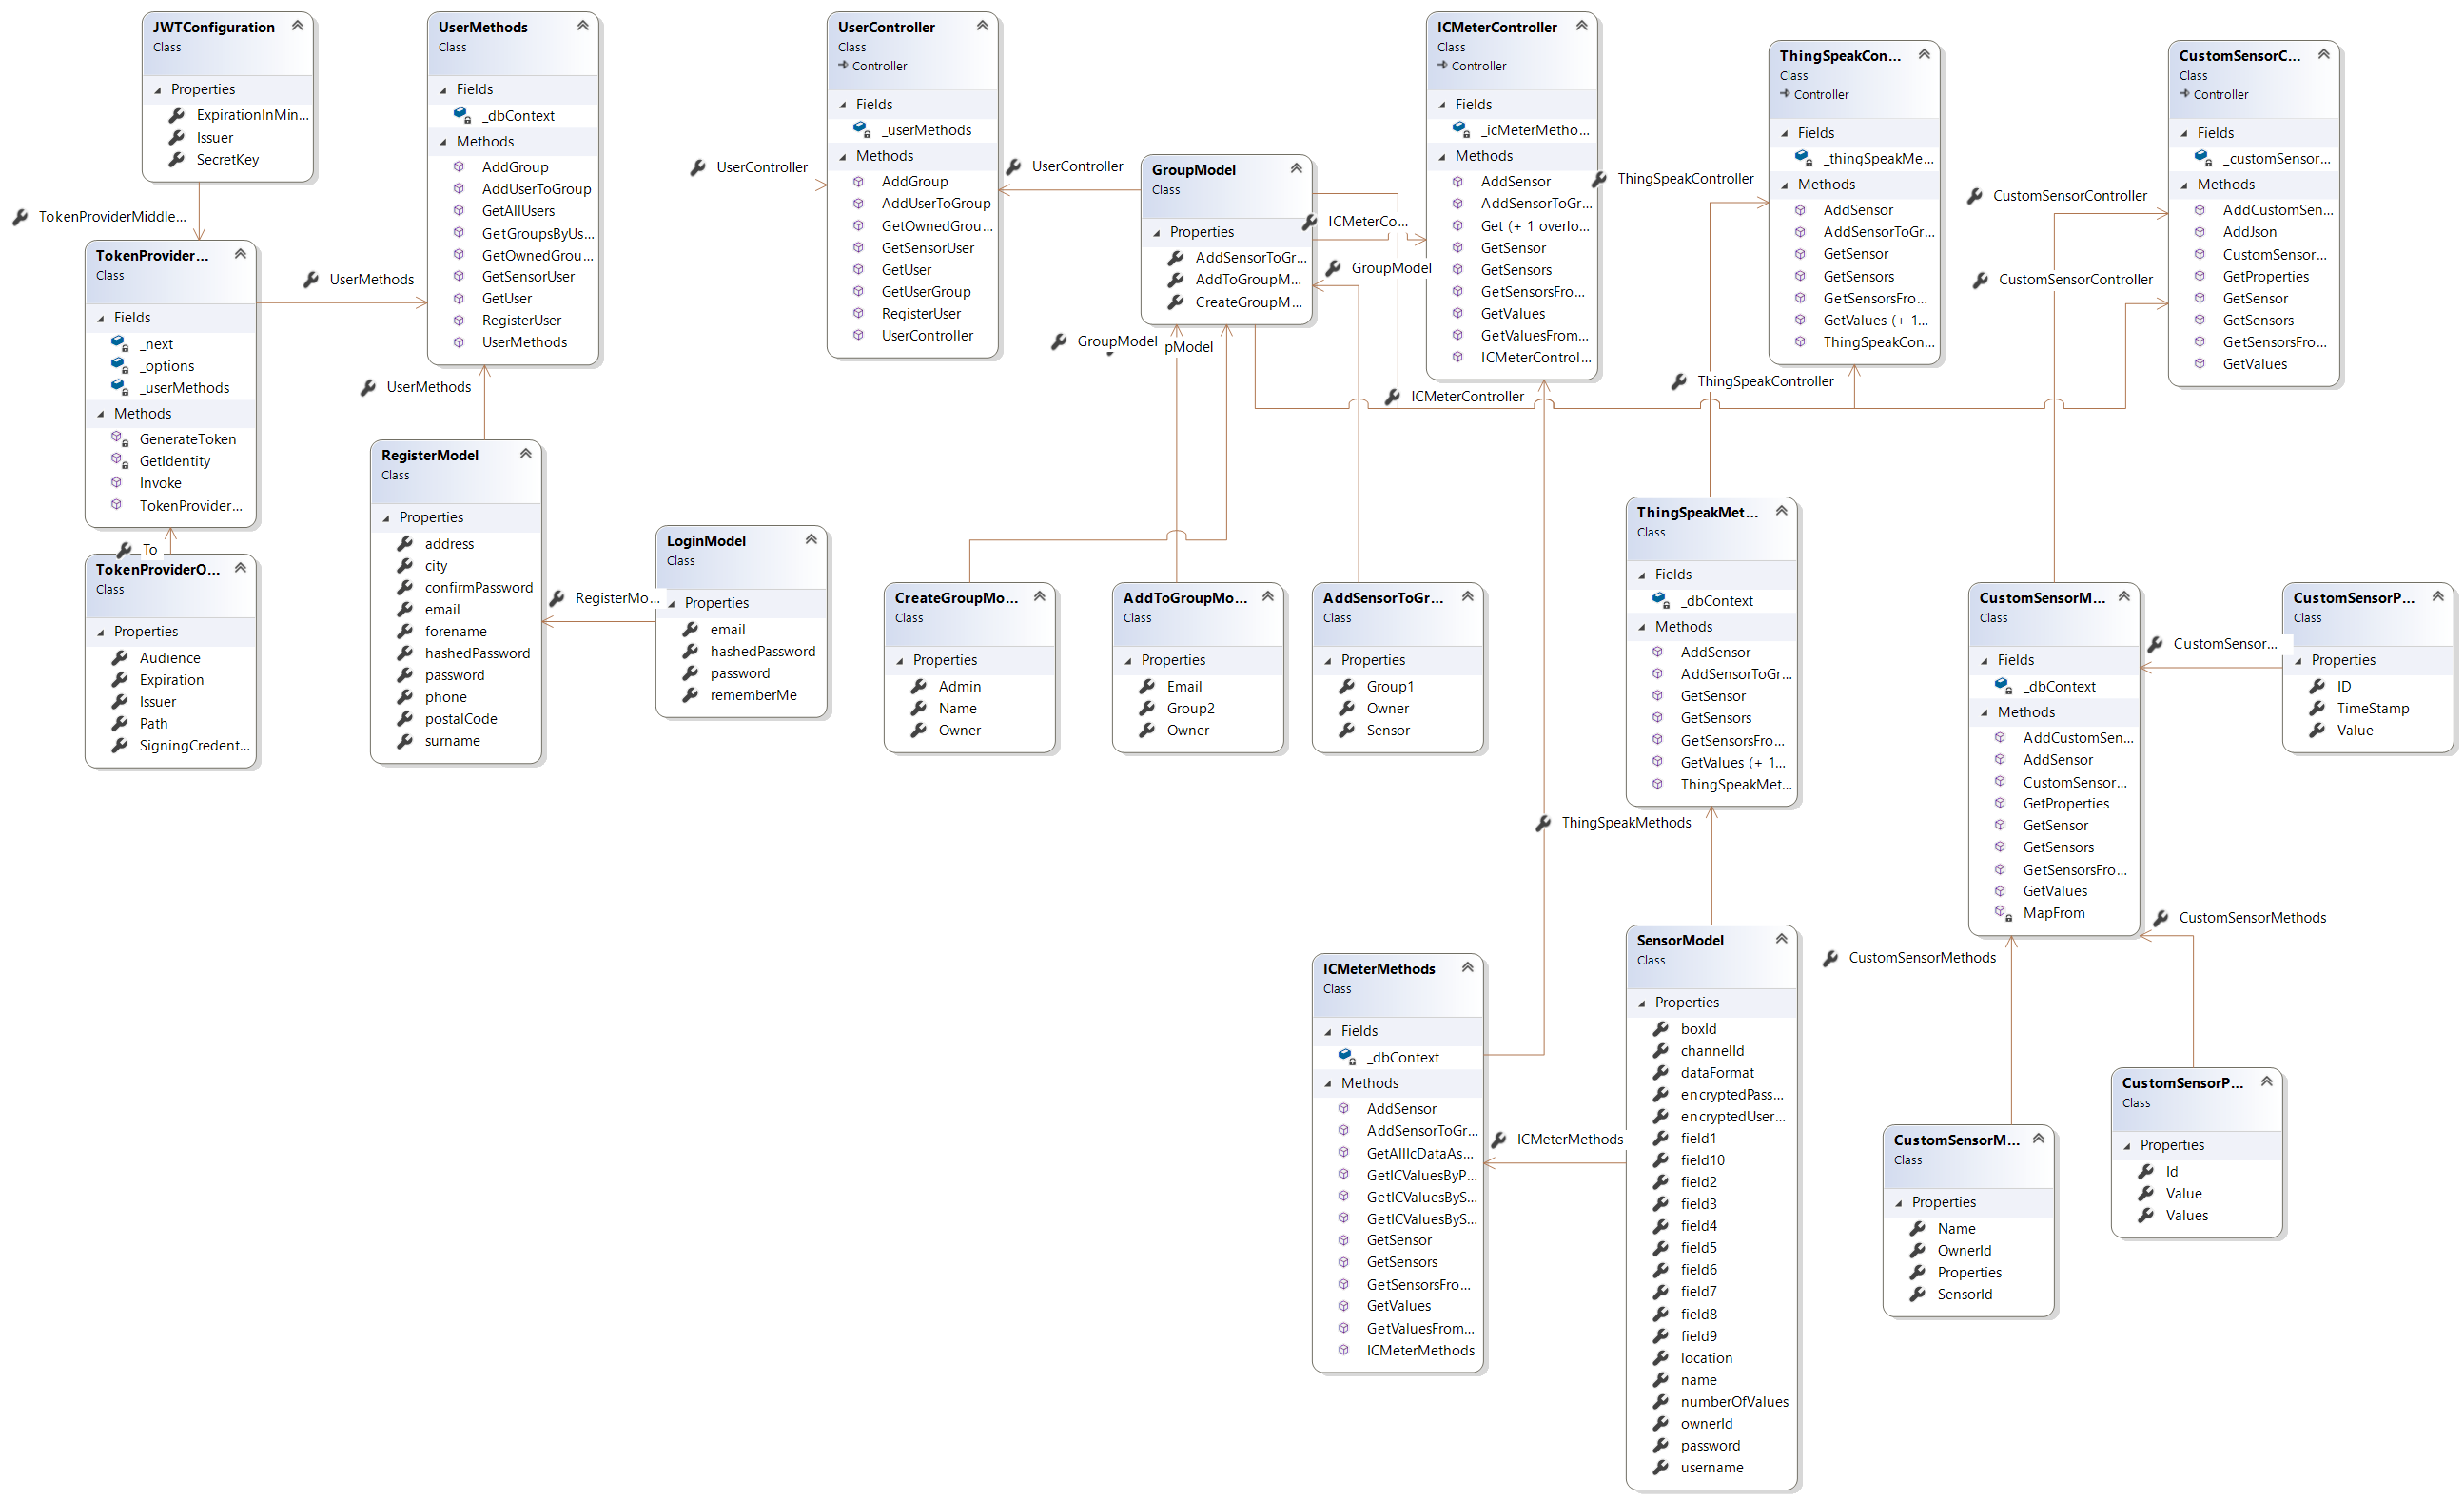 JWTConfiguration
Class
Properties
ExpirationInMin...
Issuer
SecretKey
TokenProviderMiddle...
TokenProvider...
Class
Fields
_next
_options
_userMethods
Methods
GenerateToken
GetIdentity
Invoke
TokenProvider...
To
TokenProviderO...
Class
Properties
Audience
Expiration
Issuer
Path
SigningCredent...
UserMethods
UserMethods
Class
Fields
_dbContext
Methods
AddGroup
AddUserToGroup
GetAllUsers
GetGroupsByUs...
GetOwnedGrou...
GetSensorUser
GetUser
RegisterUser
UserMethods
UserMethods
RegisterModel
Class
Properties
address
city
confirmPassword
email
forename
hashedPassword
password
phone
postalCode
surname
RegisterMo...
LoginModel
Class
Properties
email
hashedPassword
password
rememberMe
UserController
UserController
Class
Controller
Fields
_userMethods
Methods
AddGroup
AddUserToGroup
GetOwnedGrou...
GetSensorUser
GetUser
GetUserGroup
RegisterUser
UserController
UserController
GroupModel
Class
Properties
AddSensorToGr...
AddToGroupM...
CreateGroupM...
GroupModel
pModel
GroupModel
ICMeterCo...
ICMeterController
CreateGroupMo...
Class
Properties
Admin
Name
Owner
AddToGroupMo...
Class
Properties
Email
Group2
Owner
AddSensorToGr...
Class
Properties
Group1
Owner
Sensor
ICMeterController
Class
Controller
Fields
_icMeterMetho...
Methods
AddSensor
AddSensorToGr...
Get (+ 1 overlo...
GetSensor
GetSensors
GetSensorsFro...
GetValues
GetValuesFrom...
ICMeterControl...
ThingSpeakController
ThingSpeakController
ThingSpeakCon...
Class
Controller
Fields
_thingSpeakMe...
Methods
AddSensor
AddSensorToGr...
GetSensor
GetSensors
GetSensorsFro...
GetValues (+ 1...
ThingSpeakCon...
CustomSensorController
CustomSensorController
CustomSensorC...
Class
Controller
Fields
_customSensor...
Methods
AddCustomSen...
AddJson
CustomSensor...
GetProperties
GetSensor
GetSensors
GetSensorsFro...
GetValues
ThingSpeakMet...
Class
Fields
_dbContext
Methods
AddSensor
AddSensorToGr...
GetSensor
GetSensors
GetSensorsFro...
GetValues (+ 1...
ThingSpeakMet...
ThingSpeakMethods
CustomSensorM...
Class
Fields
_dbContext
Methods
AddCustomSen...
AddSensor
CustomSensor...
GetProperties
GetSensor
GetSensors
GetSensorsFro...
GetValues
MapFrom
CustomSensor...
CustomSensorP...
Class
Properties
ID
TimeStamp
Value
CustomSensorMethods
CustomSensorMethods
ICMeterMethods
Class
Fields
_dbContext
Methods
AddSensor
AddSensorToGr...
GetAllIcDataAs...
GetICValuesByP...
GetICValuesByS...
GetICValuesByS...
GetSensor
GetSensors
GetSensorsFro...
GetValues
GetValuesFrom...
ICMeterMethods
ICMeterMethods
SensorModel
Class
Properties
boxId
channelId
dataFormat
encryptedPass...
encryptedUser...
field1
field10
field2
field3
field4
field5
field6
field7
field8
field9
location
name
numberOfValues
ownerId
password
username
CustomSensorM...
Class
Properties
Name
OwnerId
Properties
SensorId
CustomSensorP...
Class
Properties
Id
Value
Values